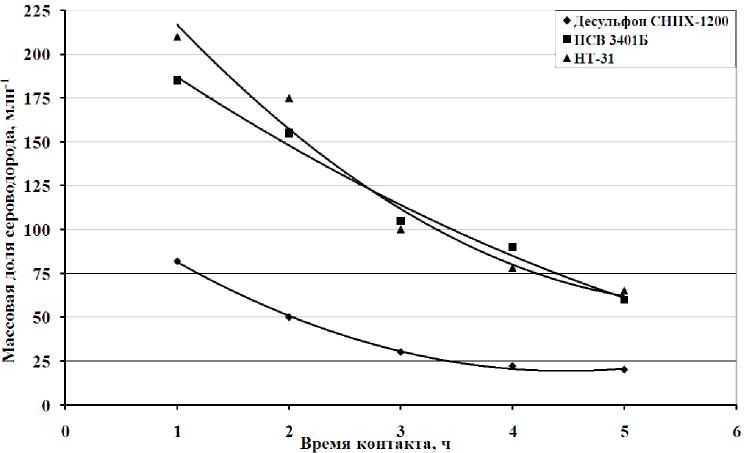 Массовая доля сероводорода, млн⁻¹
225
200
175
150
125
100
75
50
25
0
0 1 2 3 4 5 6
Время контакта, ч
Десульфон СНПХ-1200
ПСВ 3401Б
НТ-31